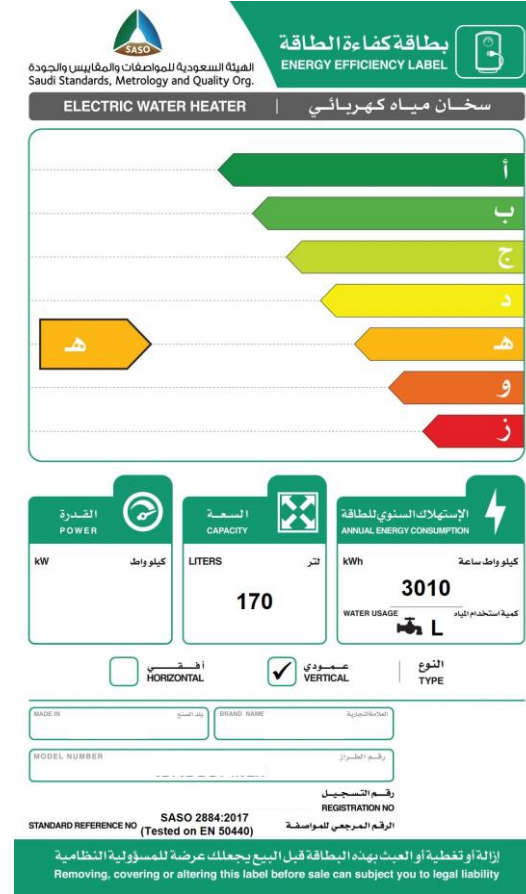 بطاقة كفاءة الطاقة
ENERGY EFFICIENCY LABEL
SASO
الهيئة السعودية للمواصفات والمقاييس والجودة
Saudi Standards, Metrology and Quality Org.
ELECTRIC WATER HEATER | سخان مياه كهربائي
أ
ب
ج
د
هـ
هـ
و
ز
القدرة
POWER
kW كيلو واط
السعة
CAPACITY
LITERS لتر
170
الإستهلاك السنوي للطاقة
ANNUAL ENERGY CONSUMPTION
kWh كيلو واط ساعة
3010
WATER USAGE كمية استخدام المياه
L
أفقي
HORIZONTAL
✓
عمودي
VERTICAL
النوع
TYPE
MADE IN بلد الصنع
BRAND NAME العلامة التجارية
MODEL NUMBER رقم الطراز
رقم التسجيل
REGISTRATION NO
STANDARD REFERENCE NO SASO 2884:2017 الرقم المرجعي للمواصفة
(Tested on EN 50440)
إزالة أو تغطية أو العبث بهذه البطاقة قبل البيع يجعلك عرضة للمسؤولية النظامية
Removing, covering or altering this label before sale can subject you to legal liability